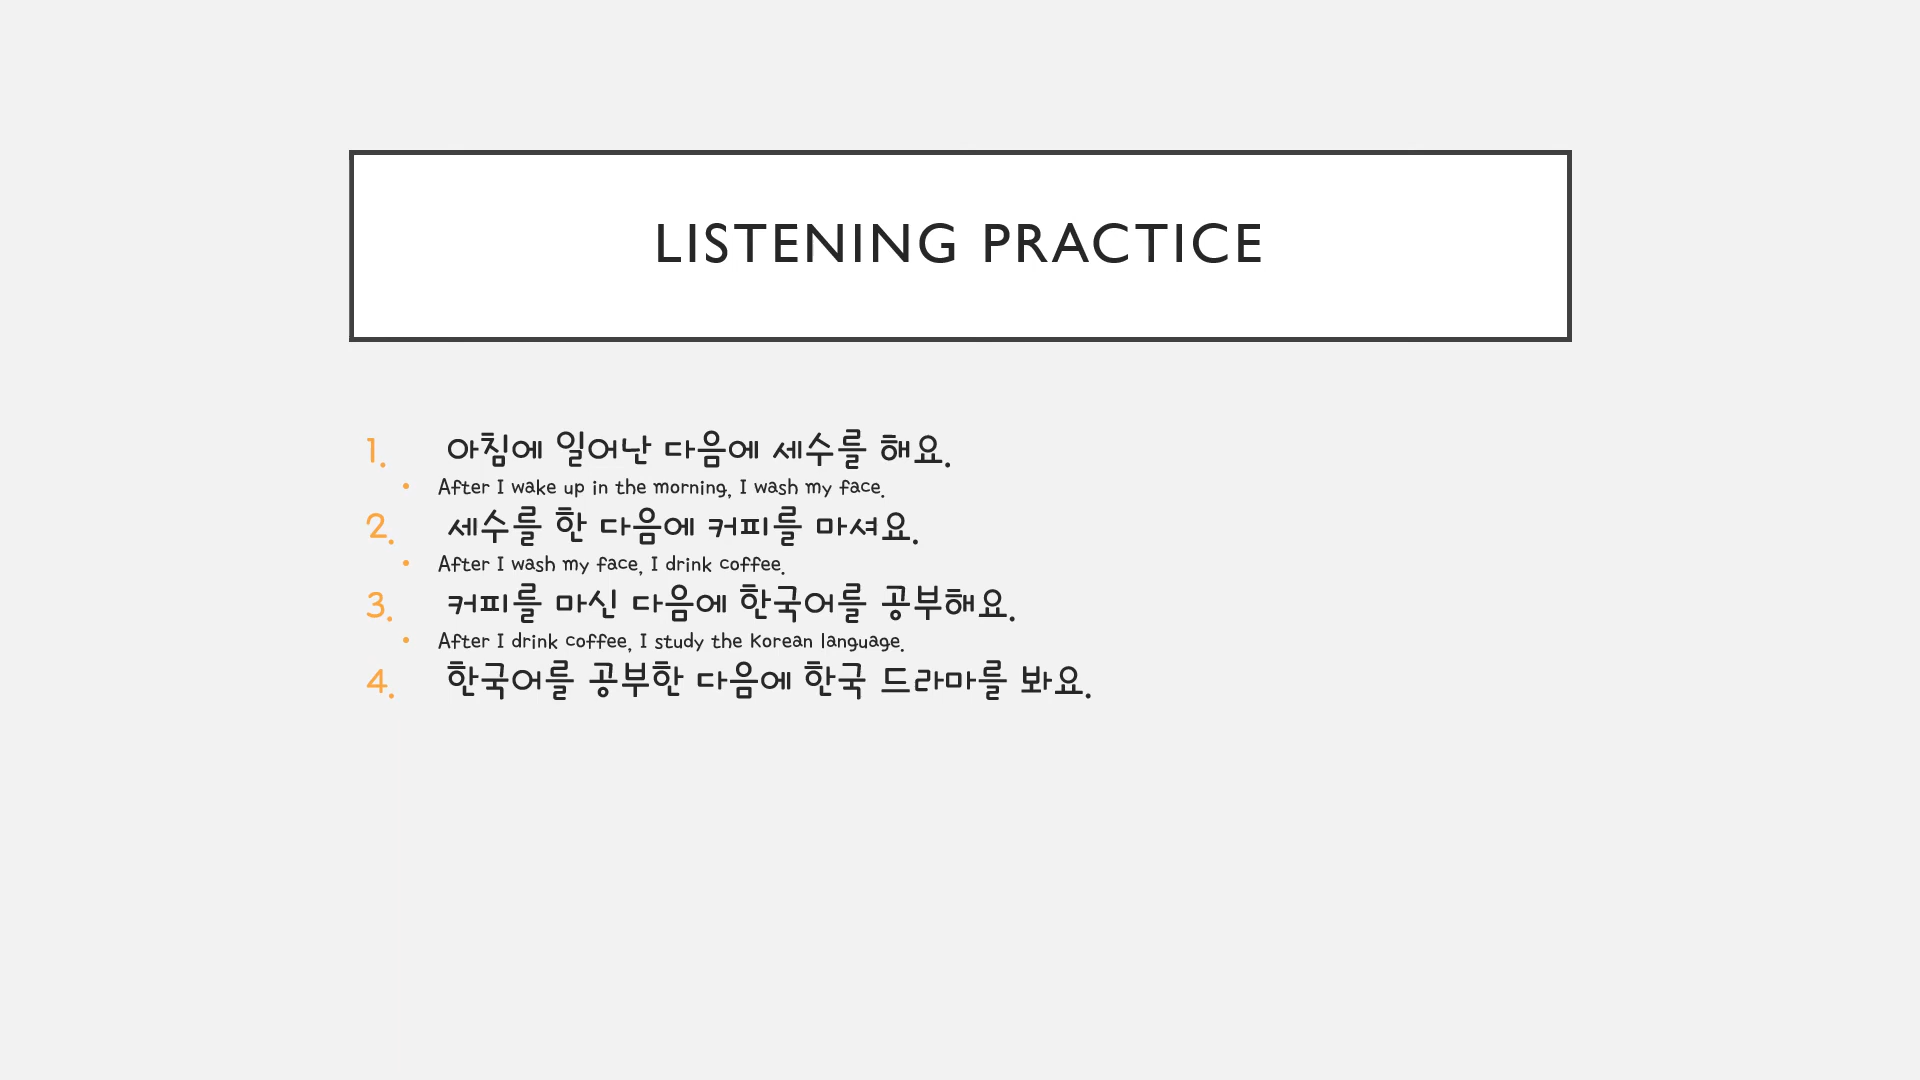 LISTENING PRACTICE
1. 아침에 일어난 다음에 세수를 해요.
• After I wake up in the morning, I wash my face.
2. 세수를 한 다음에 커피를 마셔요.
• After I wash my face, I drink coffee.
3. 커피를 마신 다음에 한국어를 공부해요.
• After I drink coffee, I study the Korean language.
4. 한국어를 공부한 다음에 한국 드라마를 봐요.